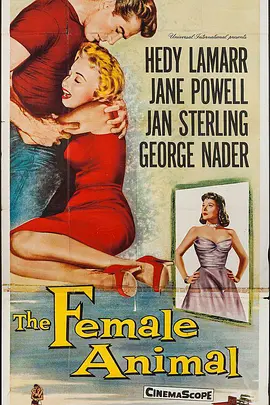 Universal International presents
HEDY LAMARR
JANE POWELL
JAN STERLING
GEORGE NADER
The Female
Animal
CINEMASCOPE